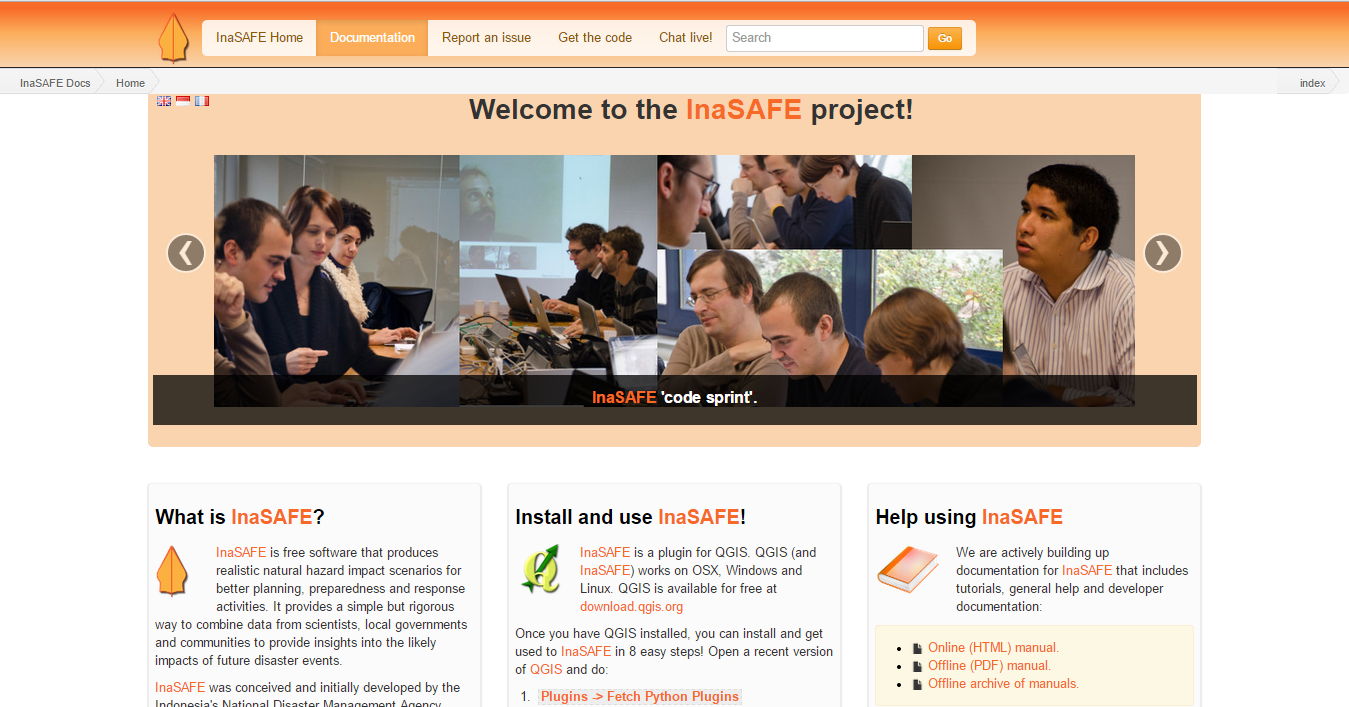 InaSAFE Home Documentation Report an issue Get the code Chat live! Search Go
InaSAFE Docs Home index
Welcome to the InaSAFE project!
InaSAFE 'code sprint'.
What is InaSAFE?
InaSAFE is free software that produces
realistic natural hazard impact scenarios for
better planning, preparedness and response
activities. It provides a simple but rigorous
way to combine data from scientists, local governments
and communities to provide insights into the likely
impacts of future disaster events.
InaSAFE was conceived and initially developed by the
Indonesia's National Disaster Management Agency
Install and use InaSAFE!
InaSAFE is a plugin for QGIS. QGIS (and
InaSAFE) works on OSX, Windows and
Linux. QGIS is available for free at
download.qgis.org
Once you have QGIS installed, you can install and get
used to InaSAFE in 8 easy steps! Open a recent version
of QGIS and do:
1. Plugins -> Fetch Python Plugins
Help using InaSAFE
We are actively building up
documentation for InaSAFE that includes
tutorials, general help and developer
documentation:
Online (HTML) manual.
Offline (PDF) manual.
Offline archive of manuals.